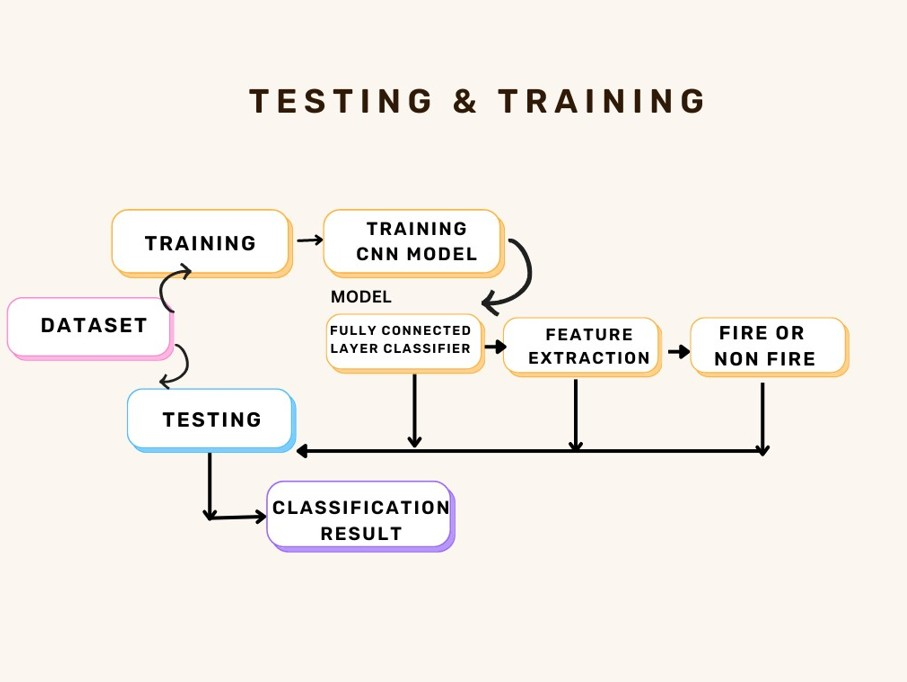 TESTING & TRAINING
TRAINING
TRAINING
CNN MODEL
MODEL
DATASET
FULLY CONNECTED
LAYER CLASSIFIER
FEATURE
EXTRACTION
FIRE OR
NON FIRE
TESTING
CLASSIFICATION
RESULT